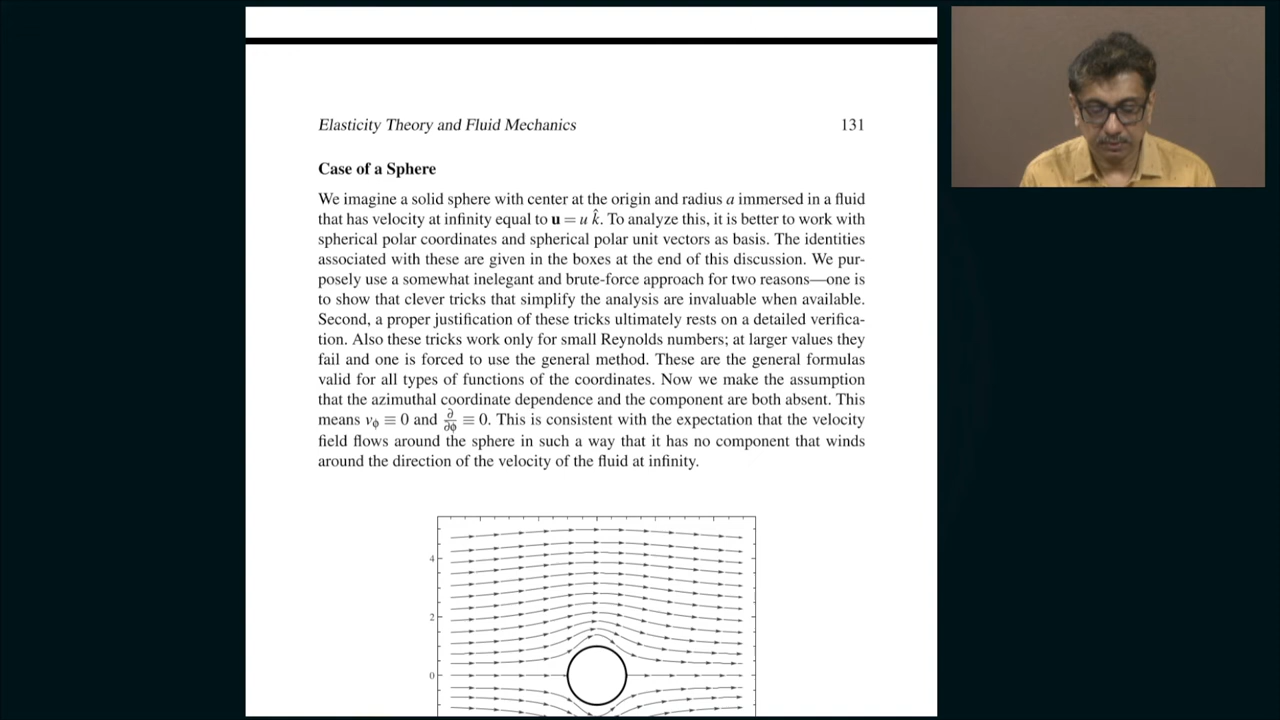 Elasticity Theory and Fluid Mechanics 131
Case of a Sphere
We imagine a solid sphere with center at the origin and radius a immersed in a fluid
that has velocity at infinity equal to u = u k̂. To analyze this, it is better to work with
spherical polar coordinates and spherical polar unit vectors as basis. The identities
associated with these are given in the boxes at the end of this discussion. We pur-
posely use a somewhat inelegant and brute-force approach for two reasons—one is
to show that clever tricks that simplify the analysis are invaluable when available.
Second, a proper justification of these tricks ultimately rests on a detailed verifica-
tion. Also these tricks work only for small Reynolds numbers; at larger values they
fail and one is forced to use the general method. These are the general formulas
valid for all types of functions of the coordinates. Now we make the assumption
that the azimuthal coordinate dependence and the component are both absent. This
means vϕ ≡ 0 and ∂/∂ϕ ≡ 0. This is consistent with the expectation that the velocity
field flows around the sphere in such a way that it has no component that winds
around the direction of the velocity of the fluid at infinity.
4
2
0